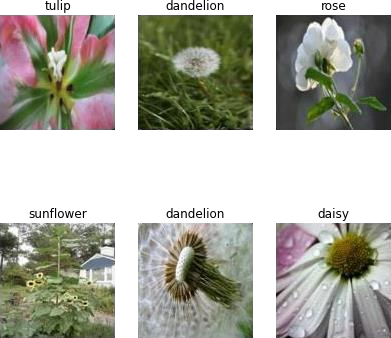 tulip
dandelion
rose
sunflower
dandelion
daisy